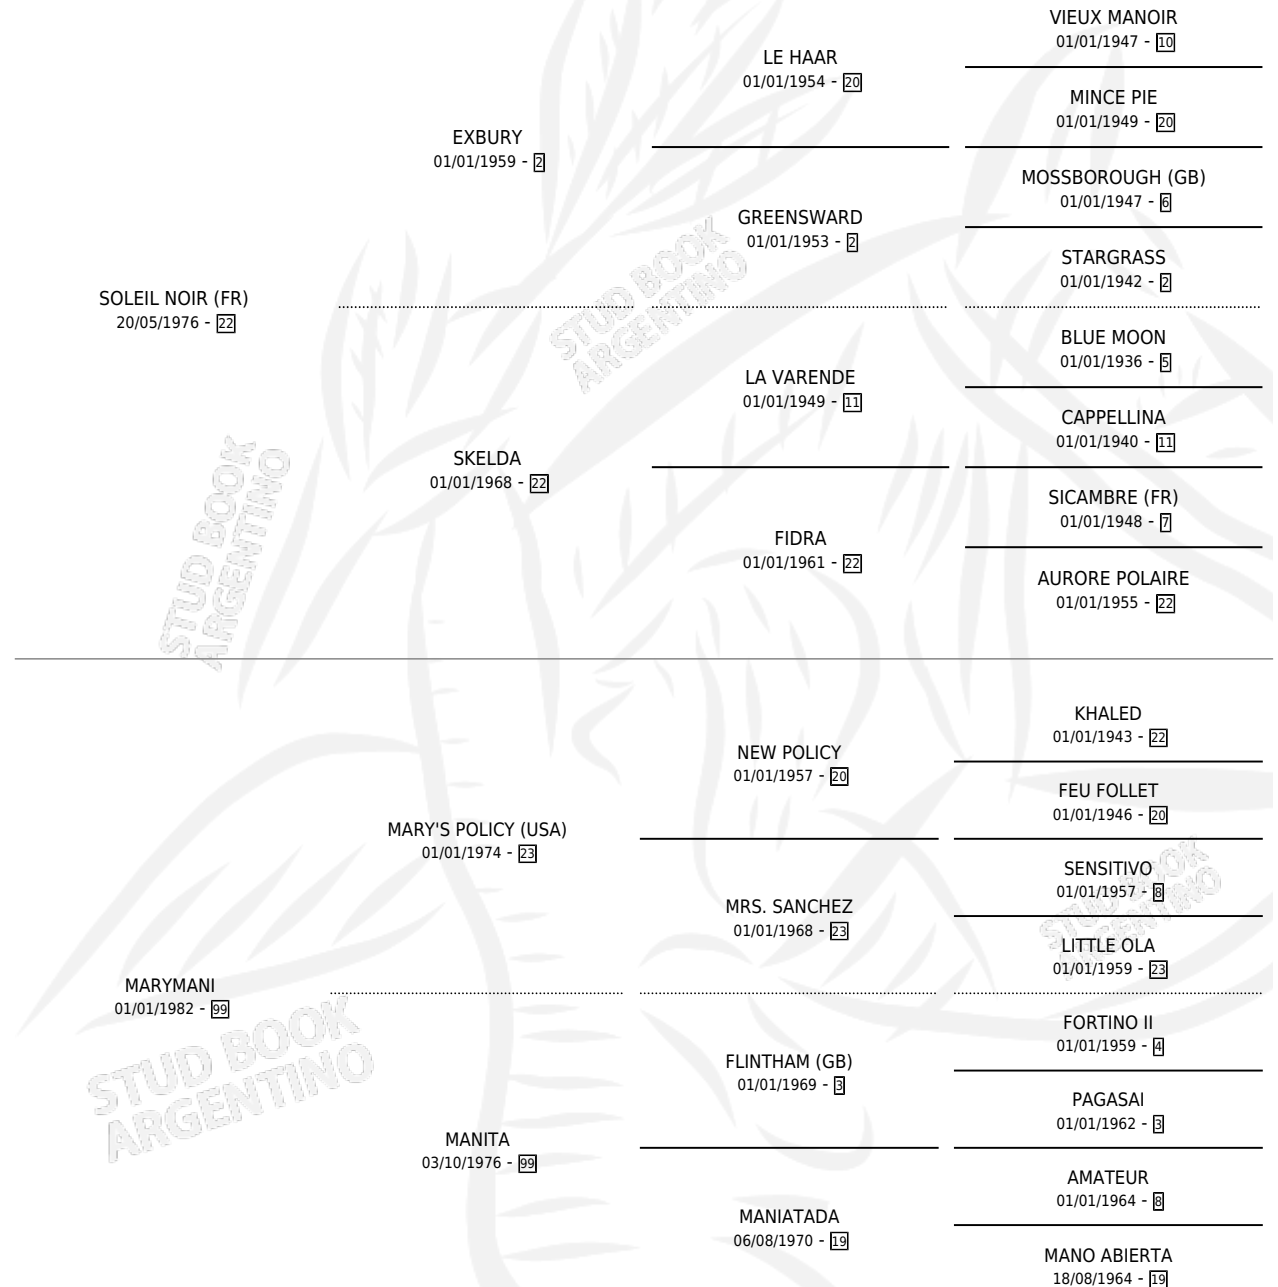 VIEUX MANOIR
01/01/1947 - 10
LE HAAR
01/01/1954 - 20
MINCE PIE
01/01/1949 - 20
EXBURY
01/01/1959 - 2
MOSSBOROUGH (GB)
01/01/1947 - 6
GREENSWARD
01/01/1953 - 2
STARGRASS
01/01/1942 - 2
SOLEIL NOIR (FR)
20/05/1976 - 22
BLUE MOON
01/01/1936 - 5
LA VARENDE
01/01/1949 - 11
CAPPELLINA
01/01/1940 - 11
SKELDA
01/01/1968 - 22
SICAMBRE (FR)
01/01/1948 - 7
FIDRA
01/01/1961 - 22
AURORE POLAIRE
01/01/1955 - 22
STUD BOOK
ARGENTINO
STUD BOOK
ARGENTINO
KHALED
01/01/1943 - 22
NEW POLICY
01/01/1957 - 20
FEU FOLLET
01/01/1946 - 20
MARY'S POLICY (USA)
01/01/1974 - 23
SENSITIVO
01/01/1957 - 8
MRS. SANCHEZ
01/01/1968 - 23
LITTLE OLA
01/01/1959 - 23
MARYMANI
01/01/1982 - 99
FORTINO II
01/01/1959 - 4
FLINTHAM (GB)
01/01/1969 - 3
PAGASAI
01/01/1962 - 3
MANITA
03/10/1976 - 99
AMATEUR
01/01/1964 - 8
MANIATADA
06/08/1970 - 19
MANO ABIERTA
18/08/1964 - 19
STUD BOOK
ARGENTINO
STUD BOOK
ARGENTINO